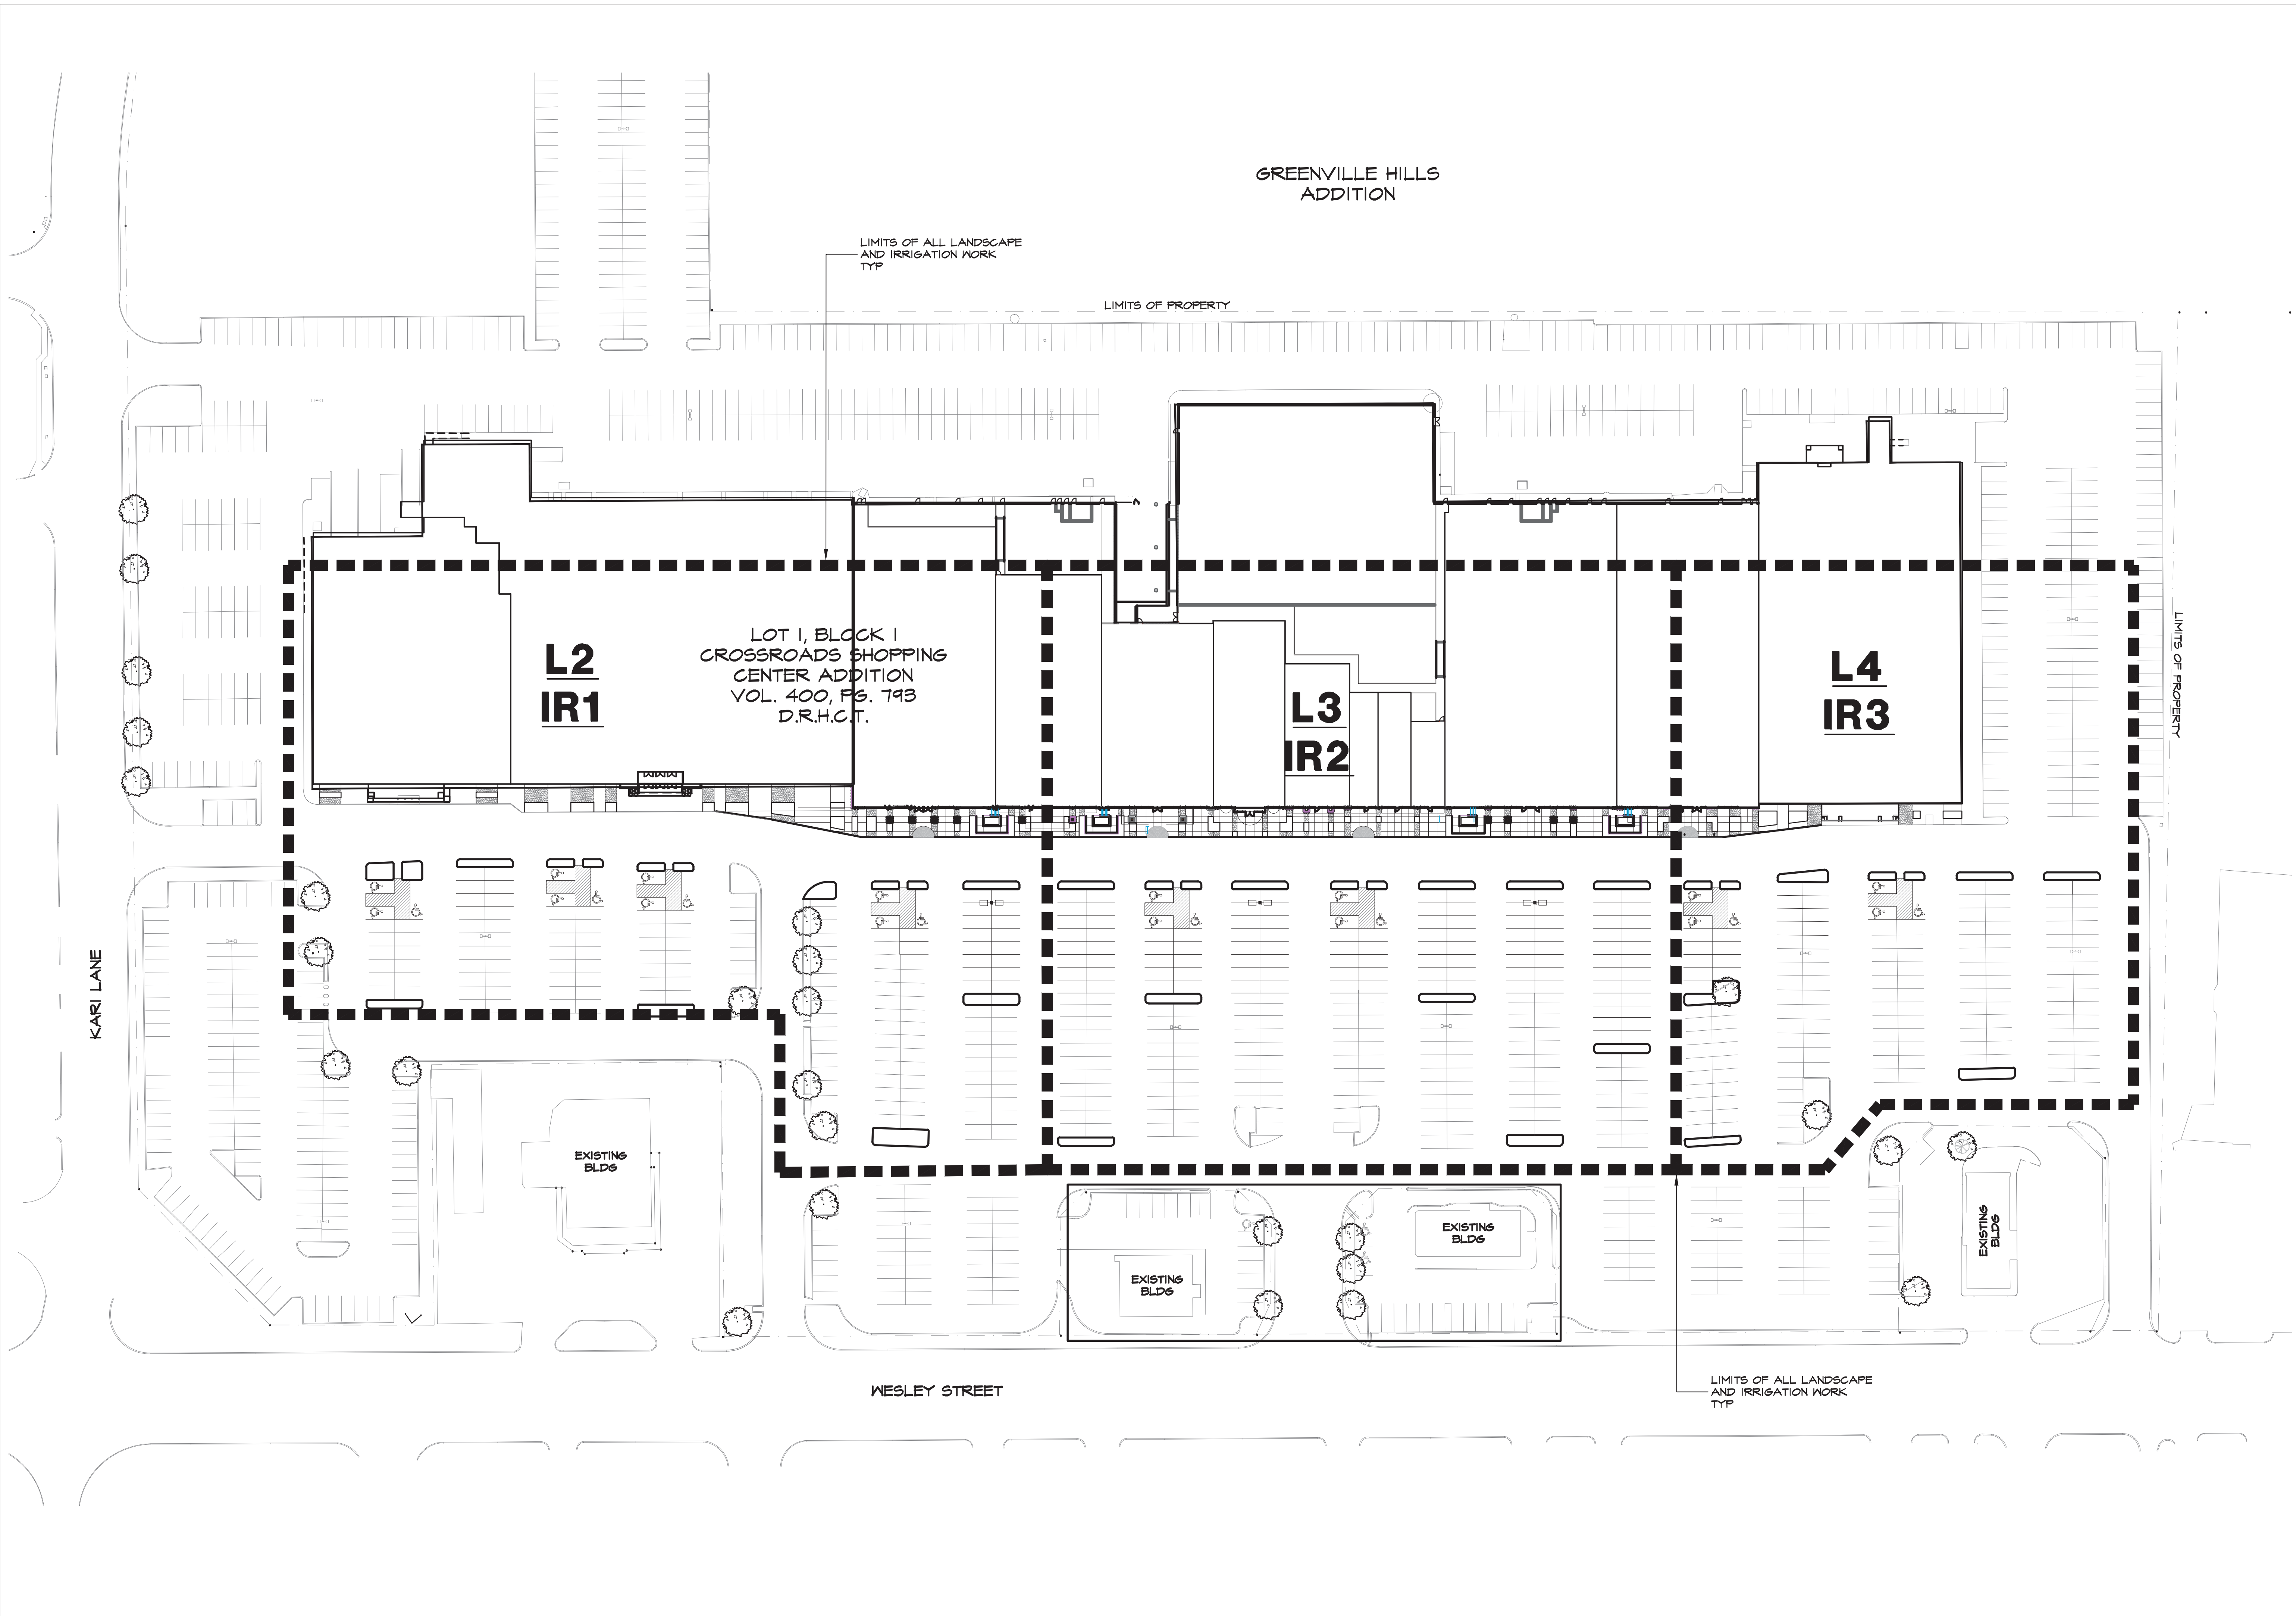 GREENVILLE HILLS
ADDITION
LIMITS OF ALL LANDSCAPE
AND IRRIGATION WORK
TYP
LIMITS OF PROPERTY
LIMITS OF PROPERTY
LOT 1, BLOCK 1
CROSSROADS SHOPPING
CENTER ADDITION
VOL. 400, PG. 793
D.R.H.C.T.
L2
IR1
L3
IR2
L4
IR3
KARI LANE
EXISTING
BLDG
EXISTING
BLDG
EXISTING
BLDG
EXISTING
BLDG
LIMITS OF ALL LANDSCAPE
AND IRRIGATION WORK
TYP
WESLEY STREET